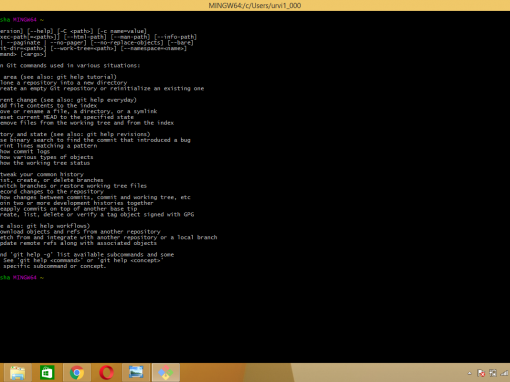 MINGW64:/c/Users/urvi1_000
sha MINGW64 ~
ersion] [--help] [-C <path>] [-c name=value]
xec-path[=<path>]] [--html-path] [--man-path] [--info-path]
| --paginate | --no-pager] [--no-replace-objects] [--bare]
it-dir=<path>] [--work-tree=<path>] [--namespace=<name>]
mand> [<args>]
n Git commands used in various situations:
area (see also: git help tutorial)
lone a repository into a new directory
reate an empty Git repository or reinitialize an existing one
rent change (see also: git help everyday)
dd file contents to the index
ove or rename a file, a directory, or a symlink
eset current HEAD to the specified state
emove files from the working tree and from the index
tory and state (see also: git help revisions)
se binary search to find the commit that introduced a bug
rint lines matching a pattern
how commit logs
how various types of objects
how the working tree status
tweak your common history
ist, create, or delete branches
witch branches or restore working tree files
ecord changes to the repository
how changes between commits, commit and working tree, etc
oin two or more development histories together
eapply commits on top of another base tip
reate, list, delete or verify a tag object signed with GPG
e also: git help workflows)
ownload objects and refs from another repository
etch from and integrate with another repository or a local branch
pdate remote refs along with associated objects
nd 'git help -g' list available subcommands and some
See 'git help <command>' or 'git help <concept>'
specific subcommand or concept.
sha MINGW64 ~